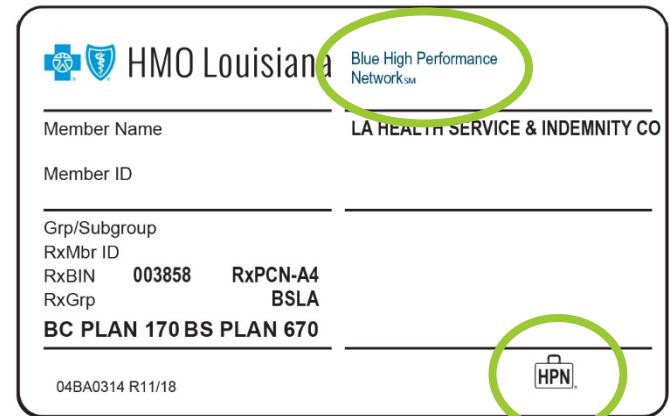 HMO Louisiana
Blue High Performance
Network SM
Member Name
LA HEALTH SERVICE & INDEMNITY CO
Member ID
Grp/Subgroup
RxMbr ID
RxBIN 003858 RxPCN-A4
RxGrp BSLA
BC PLAN 170 BS PLAN 670
04BA0314 R11/18
HPN